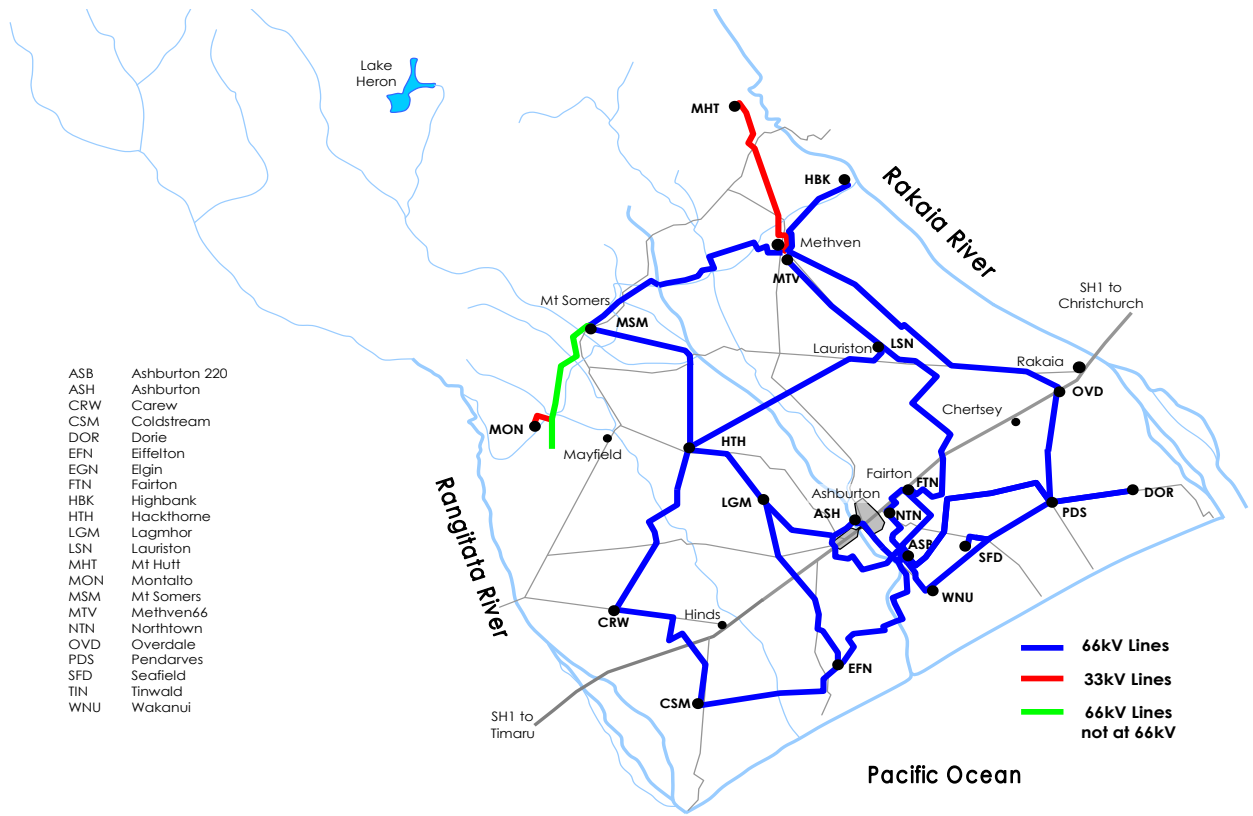 Lake
Heron
MHT
HBK
Rakaia River
Methven
MTV
SH1 to
Christchurch
Mt Somers
MSM
Lauriston
LSN
Rakaia
OVD
Chertsey
ASB Ashburton 220
ASH Ashburton
CRW Carew
CSM Coldstream
DOR Dorie
EFN Eiffelton
EGN Elgin
FTN Fairton
HBK Highbank
HTH Hackthorne
LGM Lagmhor
LSN Lauriston
MHT Mt Hutt
MON Montalto
MSM Mt Somers
MTV Methven66
NTN Northtown
OVD Overdale
PDS Pendarves
SFD Seafield
TIN Tinwald
WNU Wakanui
MON
Mayfield
HTH
Rangitata River
Fairton
FTN
Ashburton
LGM
ASH
NTN
DOR
PDS
ASB
SFD
WNU
CRW
Hinds
EFN
CSM
SH1 to
Timaru
66kV Lines
33kV Lines
66kV Lines
not at 66kV
Pacific Ocean